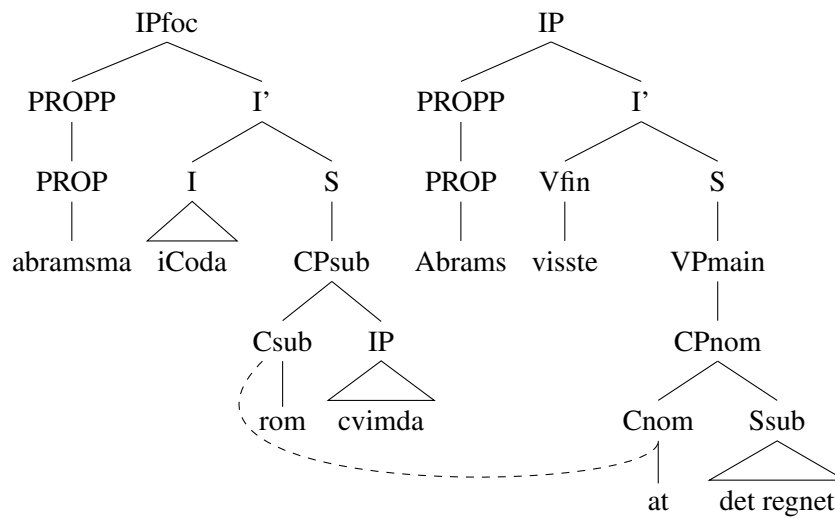 IPfoc IP
PROPP I' PROPP I'
PROP I S PROP Vfin S
abramsma iCoda CPsub Abrams visste VPmain
Csub IP CPnom
rom cvimda Cnom Ssub
at det regnet